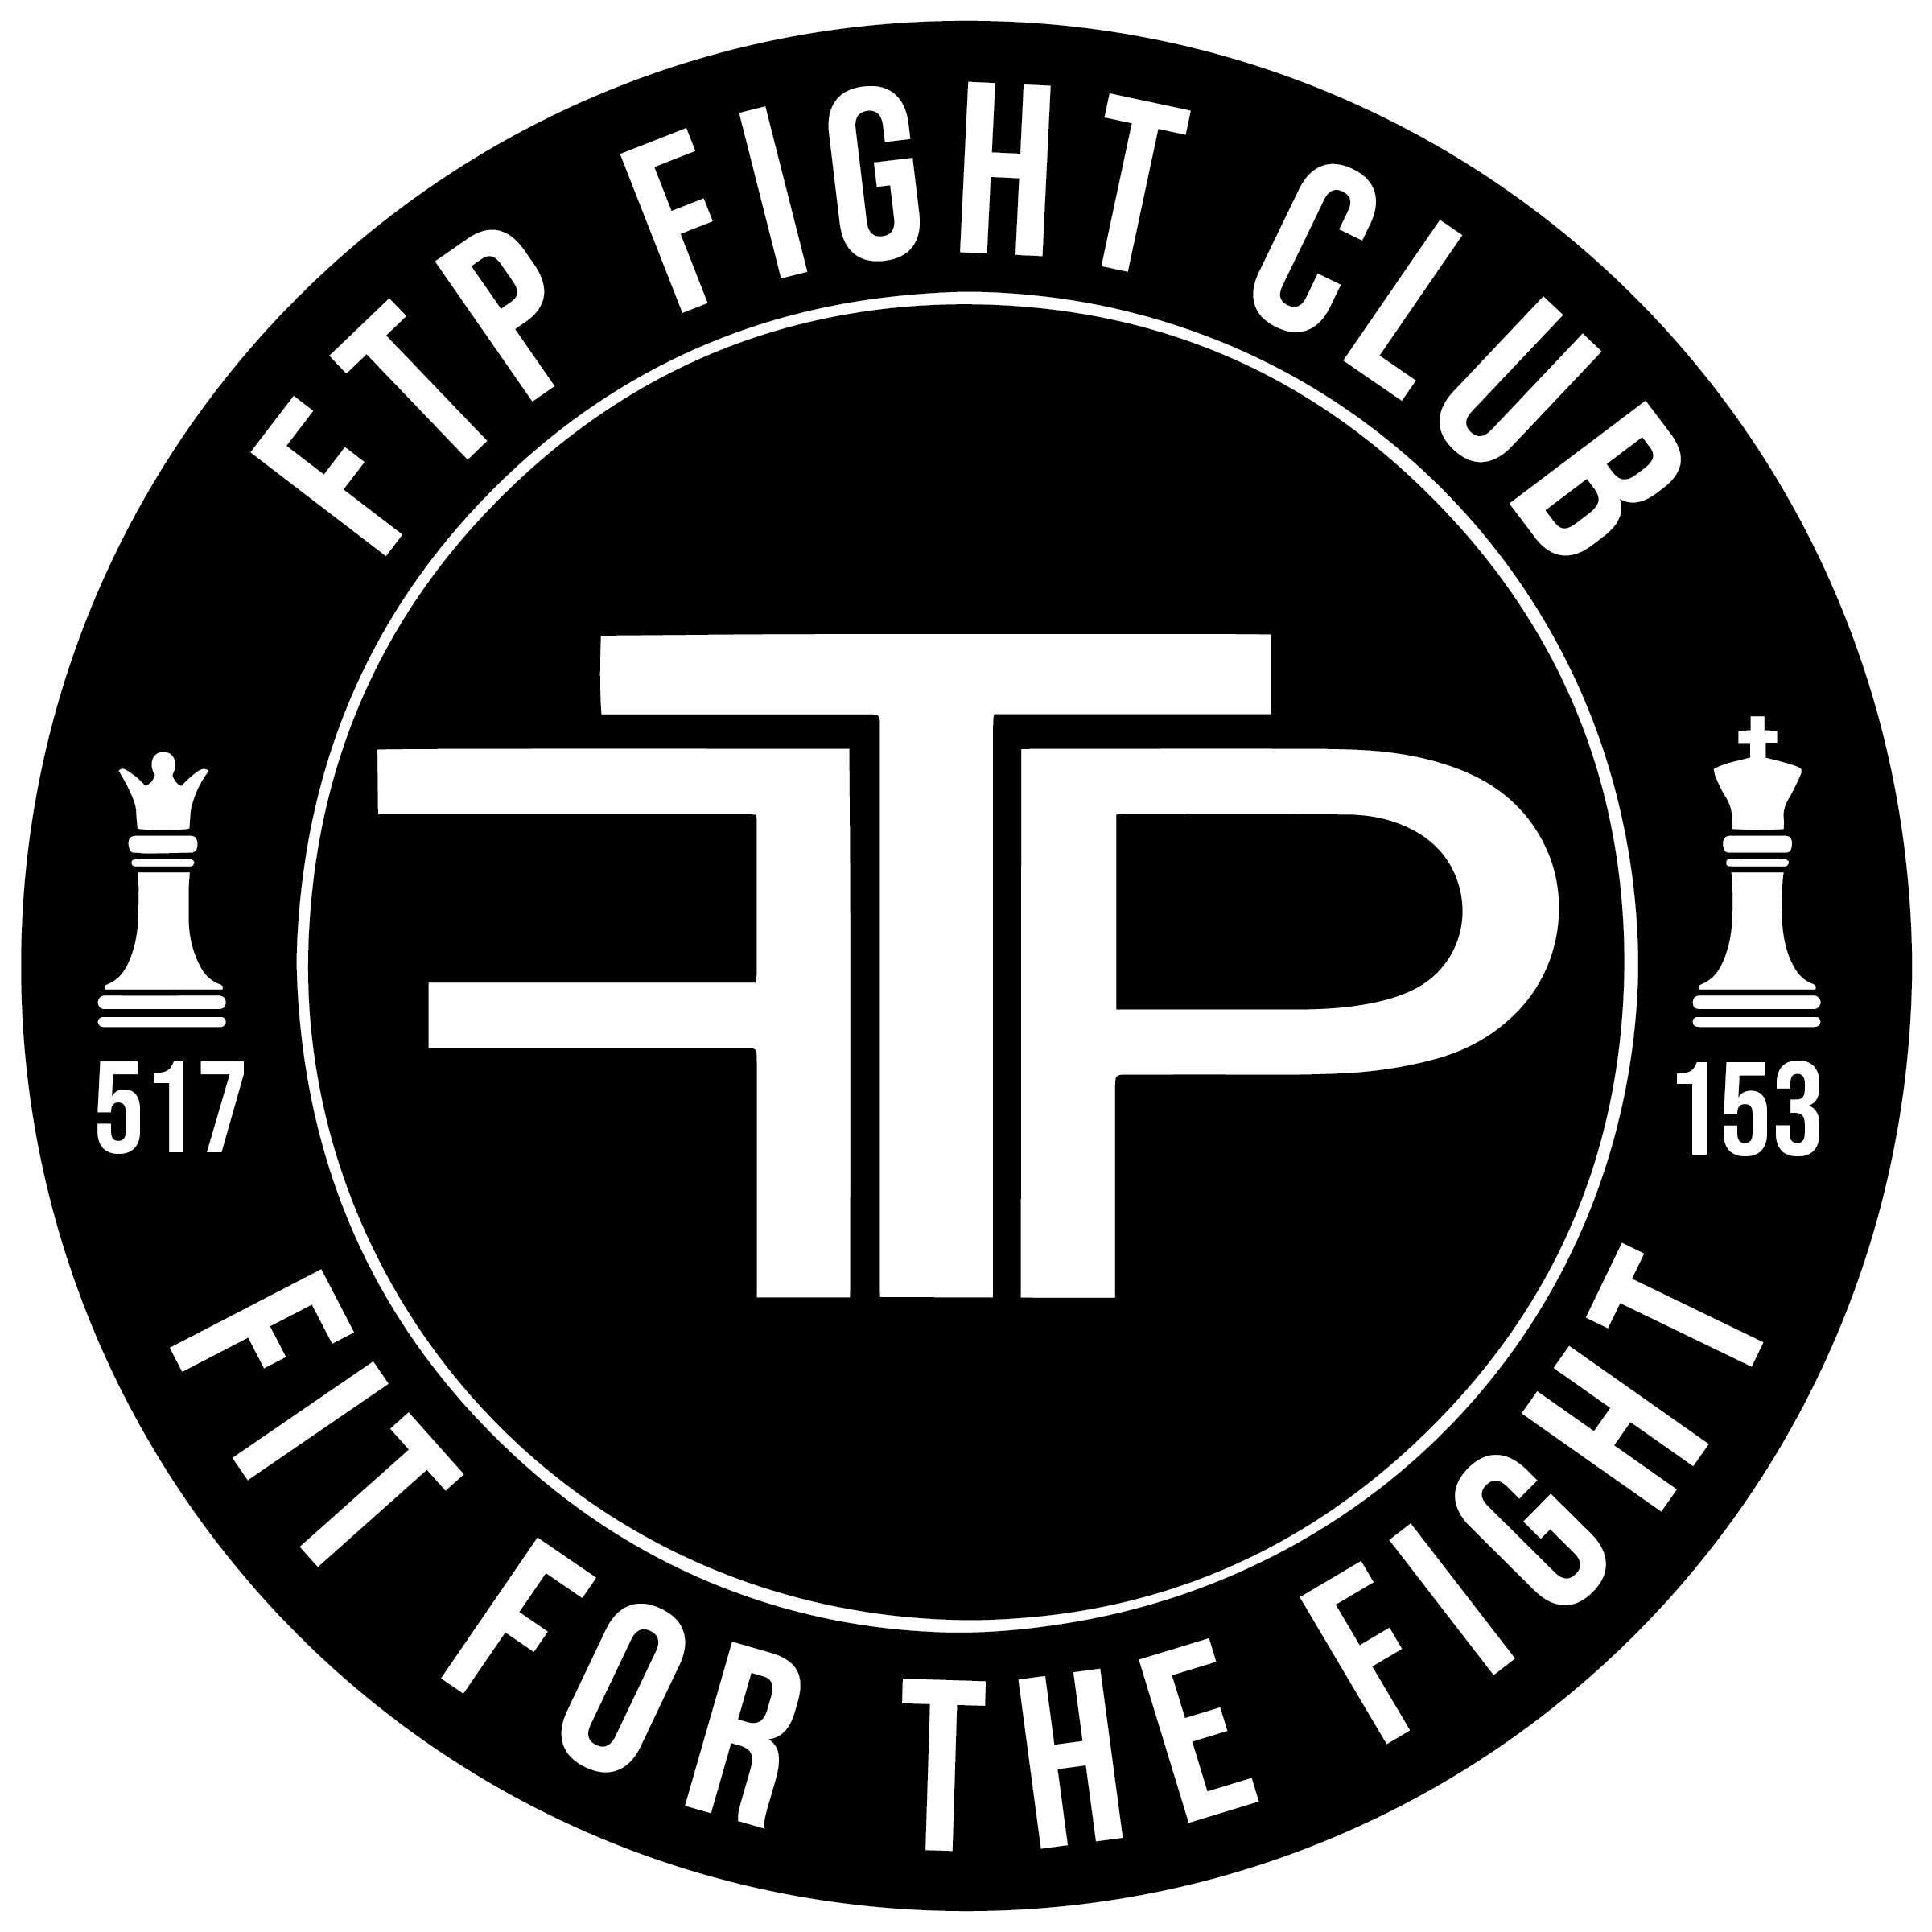 FTP FIGHT CLUB
FTP
517
153
FIT FOR THE FIGHT